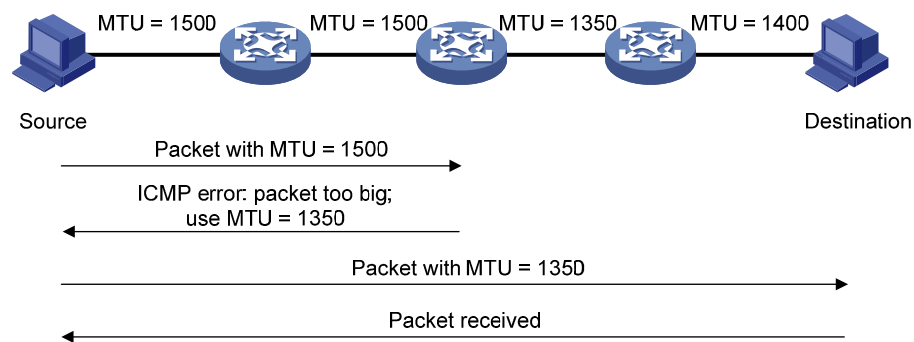 MTU = 1500
MTU = 1500
MTU = 1350
MTU = 1400
Source
Destination
Packet with MTU = 1500
ICMP error: packet too big;
use MTU = 1350
Packet with MTU = 1350
Packet received